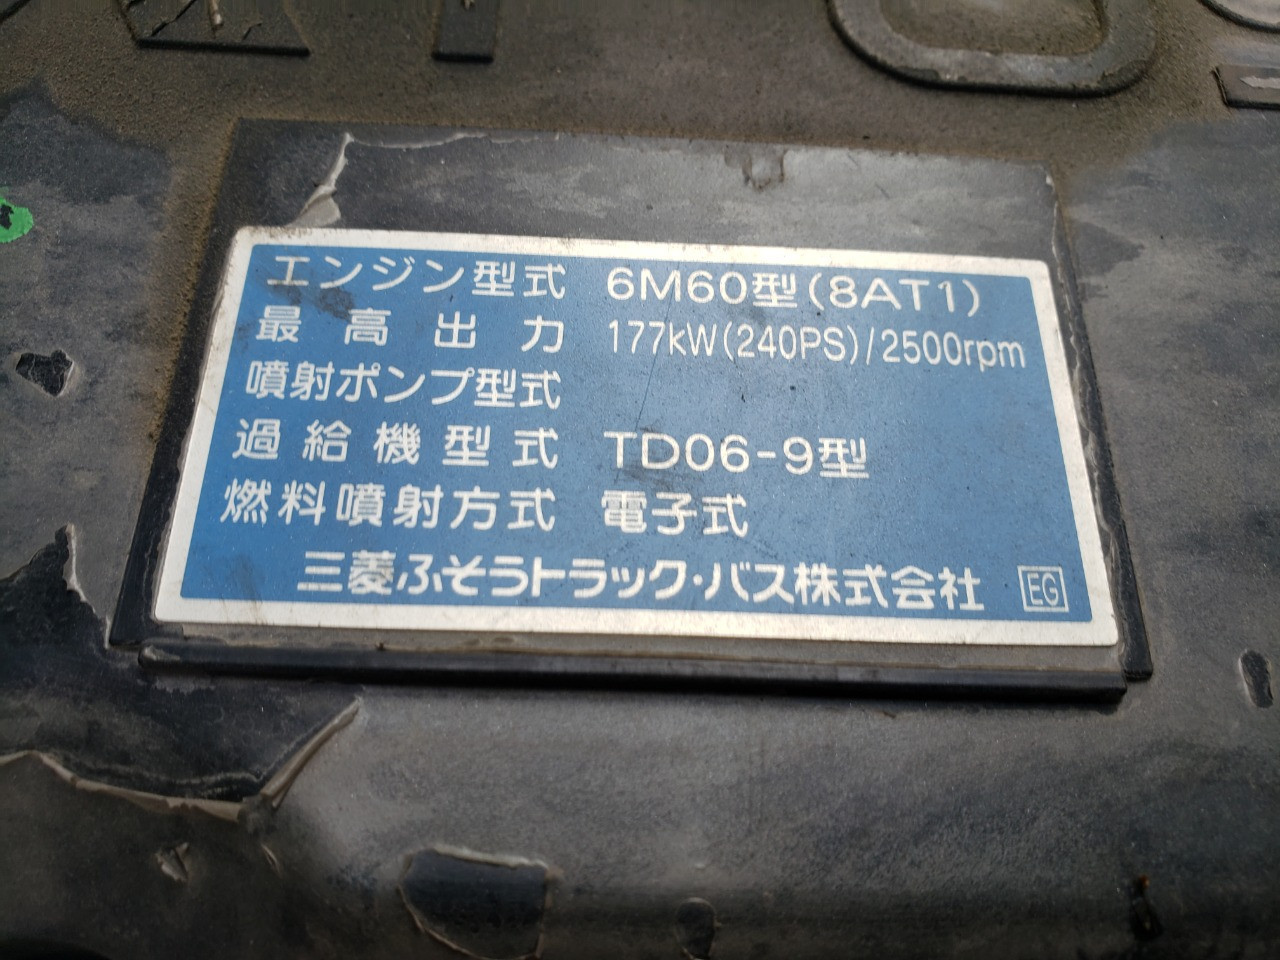 エンジン型式 6M60型(8AT1)
最高出力 177kW(240PS)/2500rpm
噴射ポンプ型式
過給機型式 TD06-9型
燃料噴射方式 電子式
三菱ふそうトラック・バス株式会社 EG